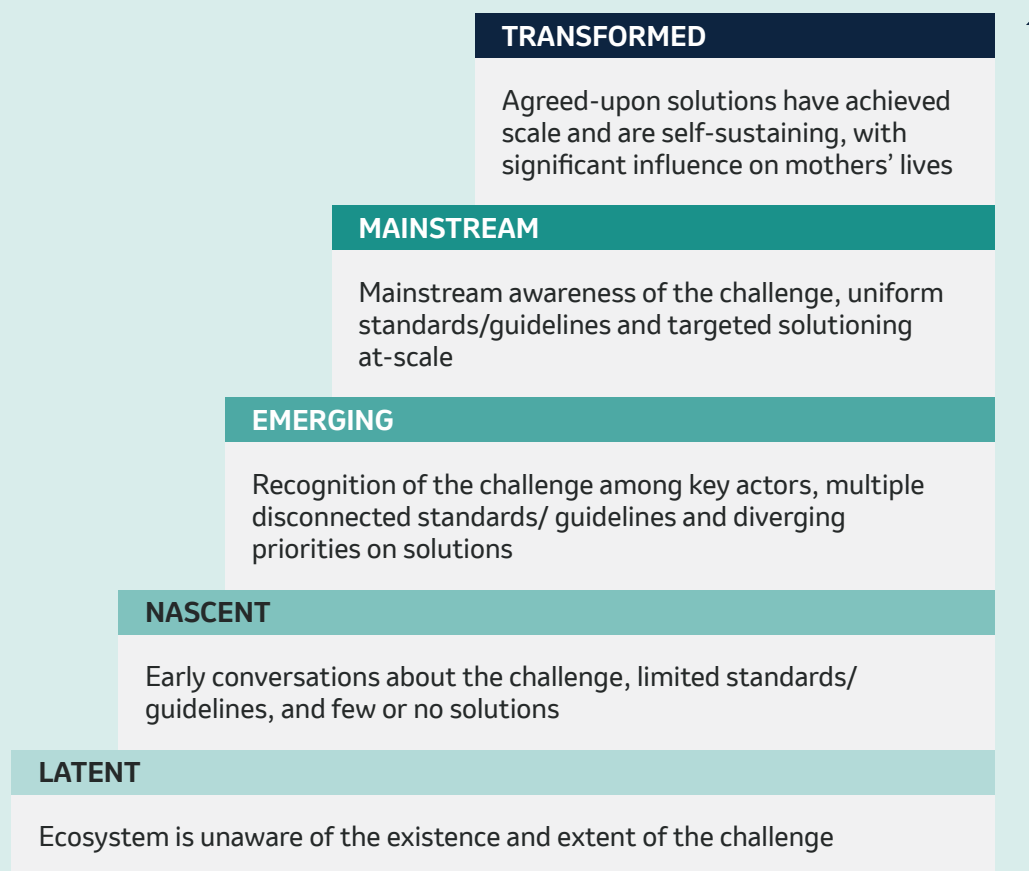 TRANSFORMED
Agreed-upon solutions have achieved
scale and are self-sustaining, with
significant influence on mothers’ lives
MAINSTREAM
Mainstream awareness of the challenge, uniform
standards/guidelines and targeted solutioning
at-scale
EMERGING
Recognition of the challenge among key actors, multiple
disconnected standards/ guidelines and diverging
priorities on solutions
NASCENT
Early conversations about the challenge, limited standards/
guidelines, and few or no solutions
LATENT
Ecosystem is unaware of the existence and extent of the challenge